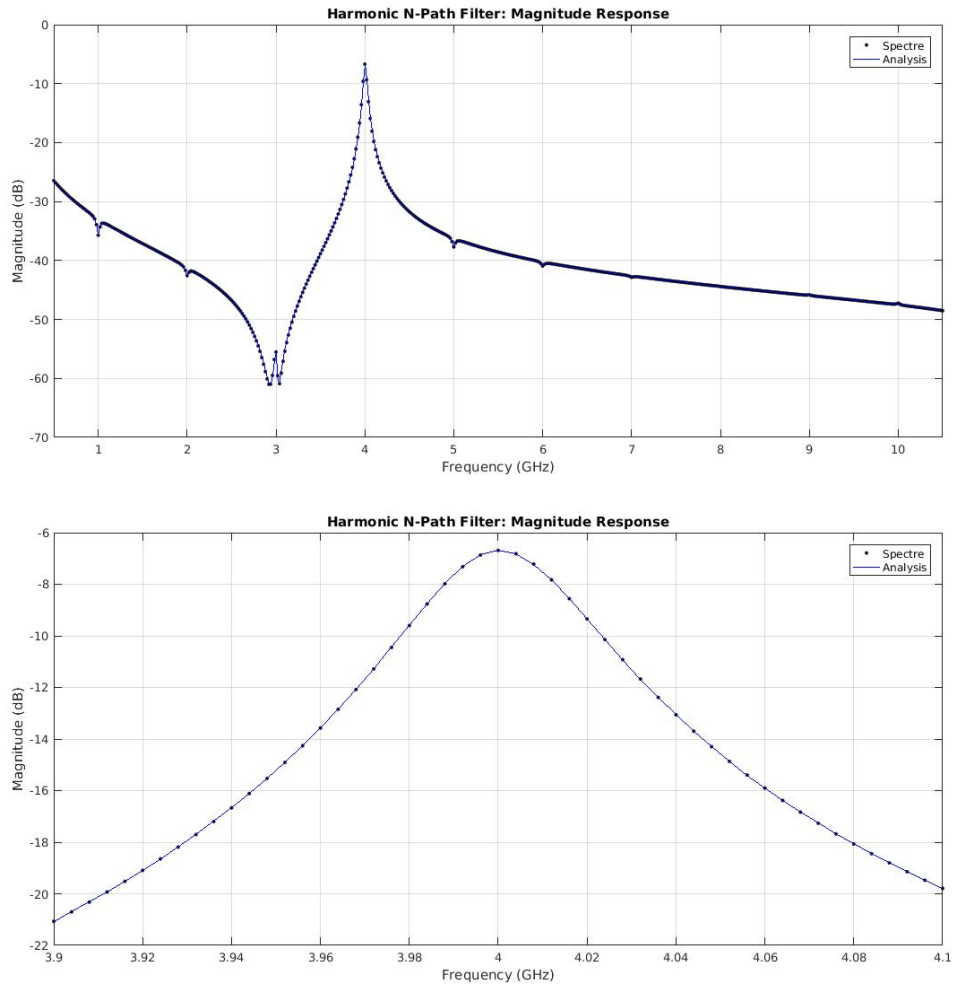 Harmonic N-Path Filter: Magnitude Response
0
-10
-20
-30
-40
-50
-60
-70
Magnitude (dB)
Spectre
Analysis
1 2 3 4 5 6 7 8 9 10
Frequency (GHz)
Harmonic N-Path Filter: Magnitude Response
-6
-8
-10
-12
-14
-16
-18
-20
-22
Magnitude (dB)
Spectre
Analysis
3.9 3.92 3.94 3.96 3.98 4 4.02 4.04 4.06 4.08 4.1
Frequency (GHz)